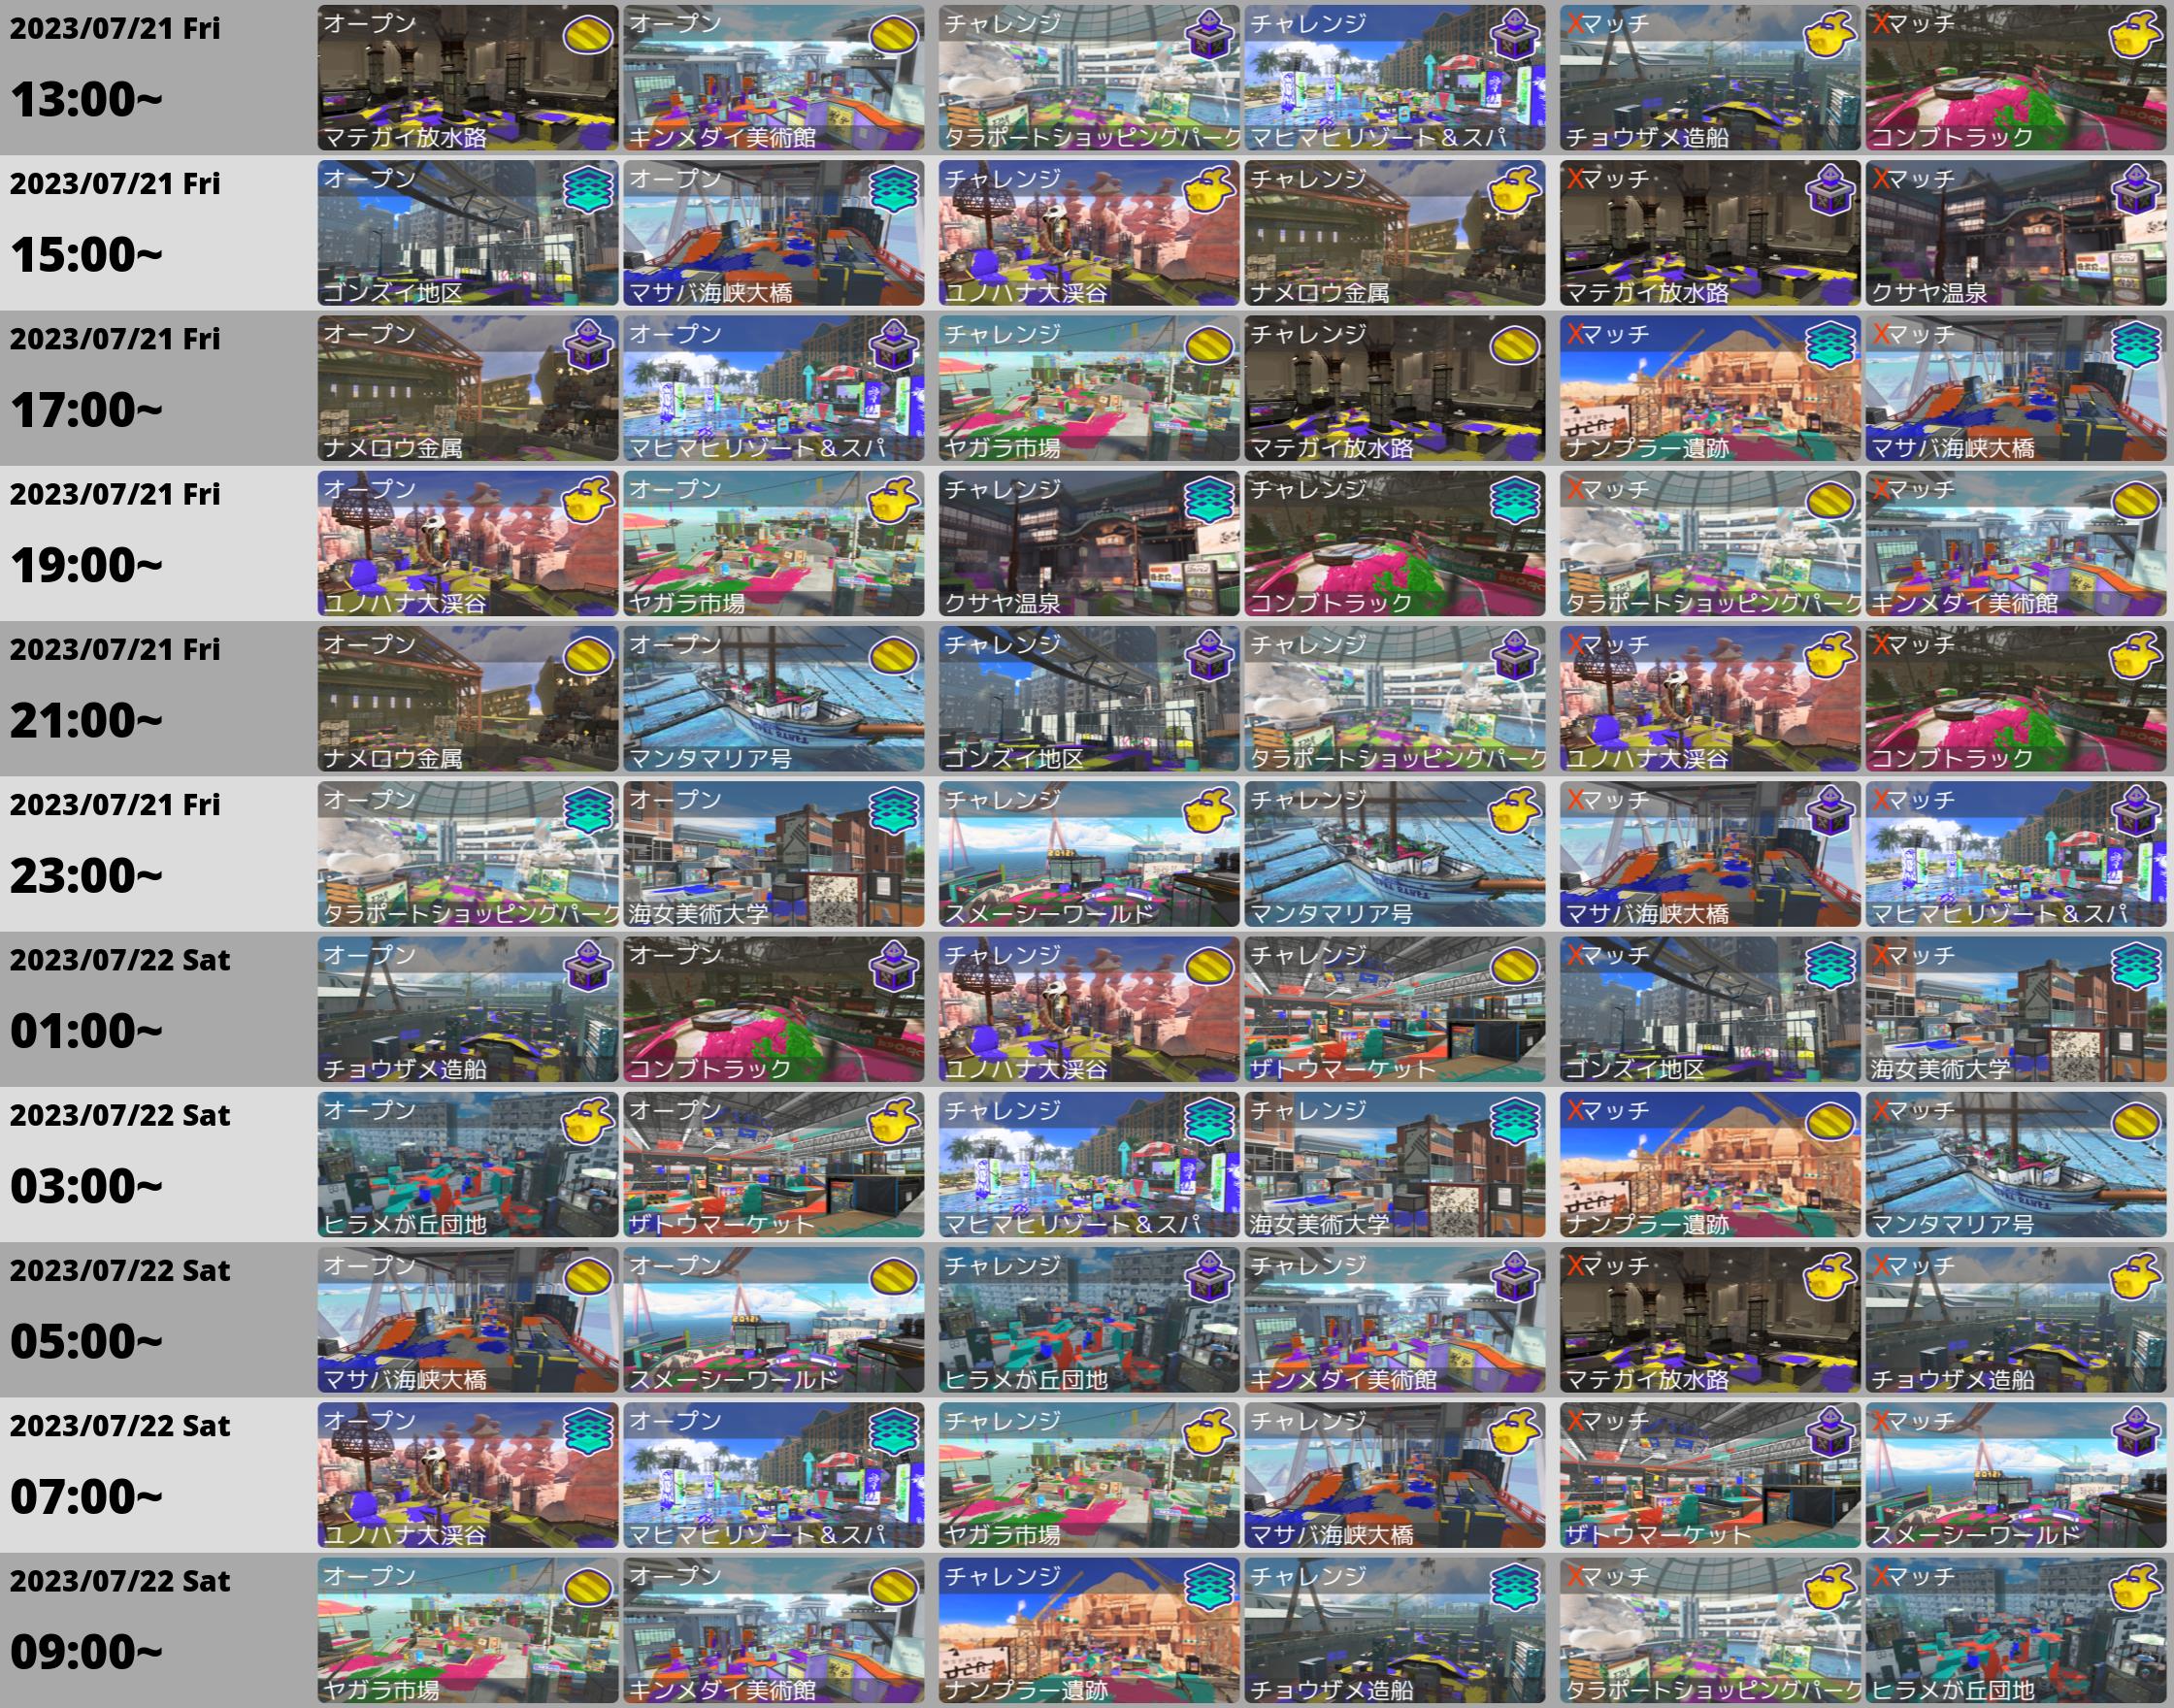 2023/07/21 Fri
13:00~
オープン オープン チャレンジ チャレンジ Xマッチ Xマッチ
マテガイ放水路 キンメダイ美術館 タラポートショッピングパーク マヒマヒリゾート＆スパ チョウザメ造船 コンブトラック
2023/07/21 Fri
15:00~
オープン オープン チャレンジ チャレンジ Xマッチ Xマッチ
ゴンズイ地区 マサバ海峡大橋 ユノハナ大渓谷 ナメロウ金属 マテガイ放水路 クサヤ温泉
2023/07/21 Fri
17:00~
オープン オープン チャレンジ チャレンジ Xマッチ Xマッチ
ナメロウ金属 マヒマヒリゾート＆スパ ヤガラ市場 マテガイ放水路 ナンプラー遺跡 マサバ海峡大橋
2023/07/21 Fri
19:00~
オープン オープン チャレンジ チャレンジ Xマッチ Xマッチ
ユノハナ大渓谷 ヤガラ市場 クサヤ温泉 コンブトラック タラポートショッピングパーク キンメダイ美術館
2023/07/21 Fri
21:00~
オープン オープン チャレンジ チャレンジ Xマッチ Xマッチ
ナメロウ金属 マンタマリア号 ゴンズイ地区 タラポートショッピングパーク ユノハナ大渓谷 コンブトラック
2023/07/21 Fri
23:00~
オープン オープン チャレンジ チャレンジ Xマッチ Xマッチ
タラポートショッピングパーク 海女美術大学 スメーシーワールド マンタマリア号 マサバ海峡大橋 マヒマヒリゾート＆スパ
2023/07/22 Sat
01:00~
オープン オープン チャレンジ チャレンジ Xマッチ Xマッチ
チョウザメ造船 コンブトラック ユノハナ大渓谷 ザトウマーケット ゴンズイ地区 海女美術大学
2023/07/22 Sat
03:00~
オープン オープン チャレンジ チャレンジ Xマッチ Xマッチ
ヒラメが丘団地 ザトウマーケット マヒマヒリゾート＆スパ 海女美術大学 ナンプラー遺跡 マンタマリア号
2023/07/22 Sat
05:00~
オープン オープン チャレンジ チャレンジ Xマッチ Xマッチ
マサバ海峡大橋 スメーシーワールド ヒラメが丘団地 キンメダイ美術館 マテガイ放水路 チョウザメ造船
2023/07/22 Sat
07:00~
オープン オープン チャレンジ チャレンジ Xマッチ Xマッチ
ユノハナ大渓谷 マヒマヒリゾート＆スパ ヤガラ市場 マサバ海峡大橋 ザトウマーケット スメーシーワールド
2023/07/22 Sat
09:00~
オープン オープン チャレンジ チャレンジ Xマッチ Xマッチ
ヤガラ市場 キンメダイ美術館 ナンプラー遺跡 チョウザメ造船 タラポートショッピングパーク ヒラメが丘団地